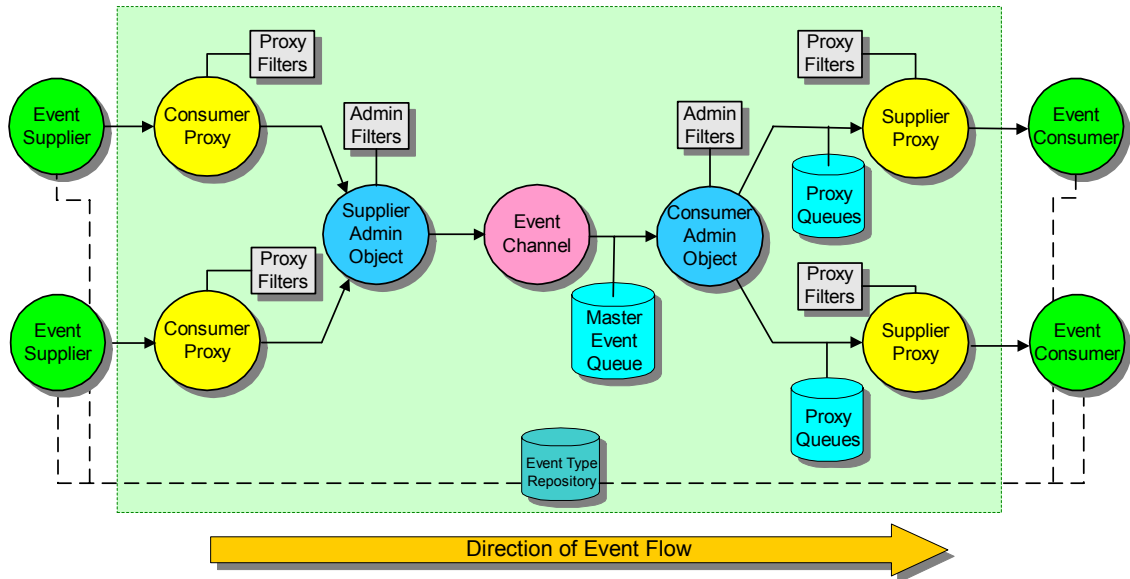 Proxy
Filters
Proxy
Filters
Event
Supplier
Consumer
Proxy
Admin
Filters
Admin
Filters
Supplier
Proxy
Event
Consumer
Proxy
Queues
Supplier
Admin
Object
Event
Channel
Consumer
Admin
Object
Proxy
Filters
Proxy
Filters
Event
Supplier
Consumer
Proxy
Master
Event
Queue
Supplier
Proxy
Event
Consumer
Proxy
Queues
Event Type
Repository
Direction of Event Flow